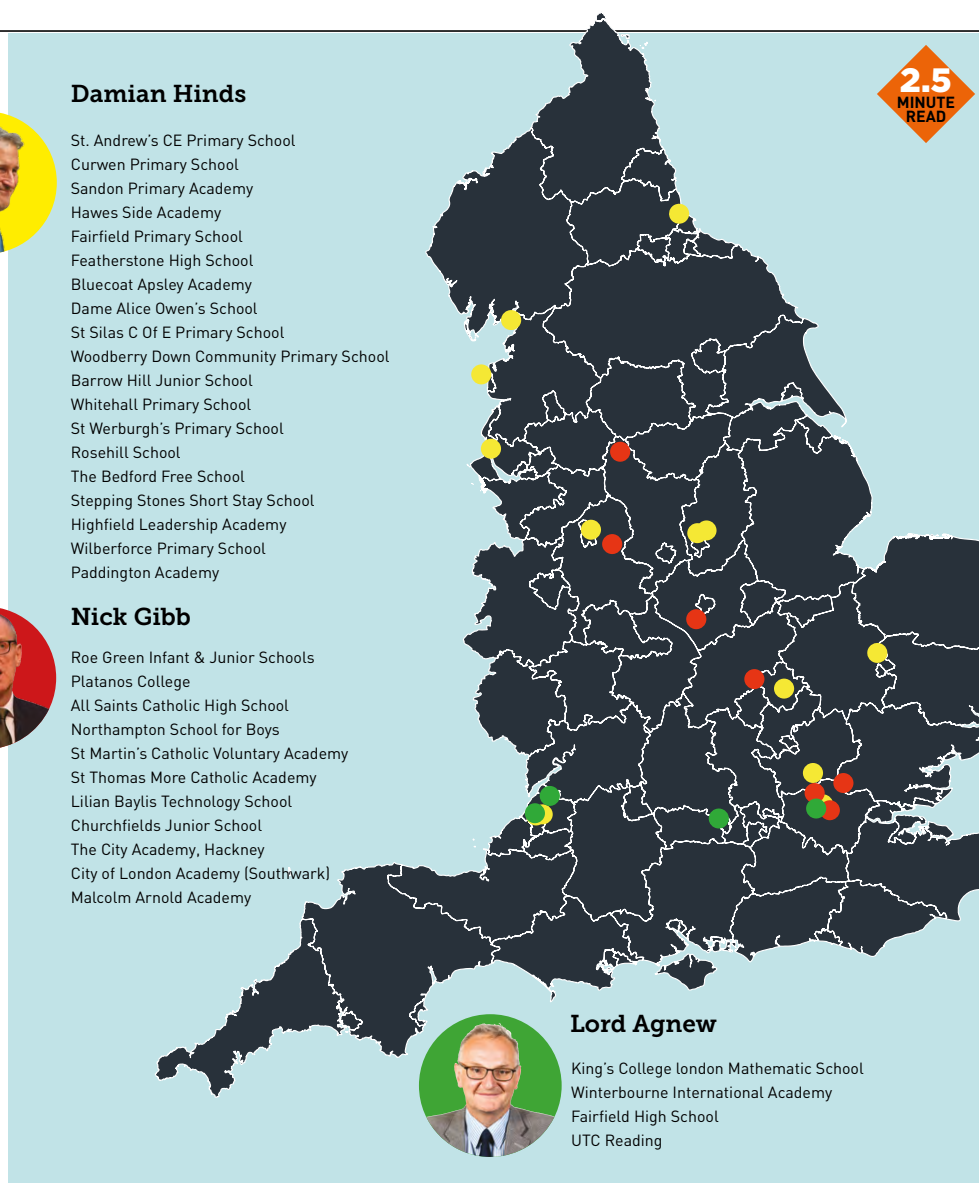 2.5
MINUTE
READ
Damian Hinds
St. Andrew's CE Primary School
Curwen Primary School
Sandon Primary Academy
Hawes Side Academy
Fairfield Primary School
Featherstone High School
Bluecoat Apsley Academy
Dame Alice Owen's School
St Silas C Of E Primary School
Woodberry Down Community Primary School
Barrow Hill Junior School
Whitehall Primary School
St Werburgh's Primary School
Rosehill School
The Bedford Free School
Stepping Stones Short Stay School
Highfield Leadership Academy
Wilberforce Primary School
Paddington Academy
Nick Gibb
Roe Green Infant & Junior Schools
Platanos College
All Saints Catholic High School
Northampton School for Boys
St Martin's Catholic Voluntary Academy
St Thomas More Catholic Academy
Lilian Baylis Technology School
Churchfields Junior School
The City Academy, Hackney
City of London Academy (Southwark)
Malcolm Arnold Academy
Lord Agnew
King's College london Mathematic School
Winterbourne International Academy
Fairfield High School
UTC Reading